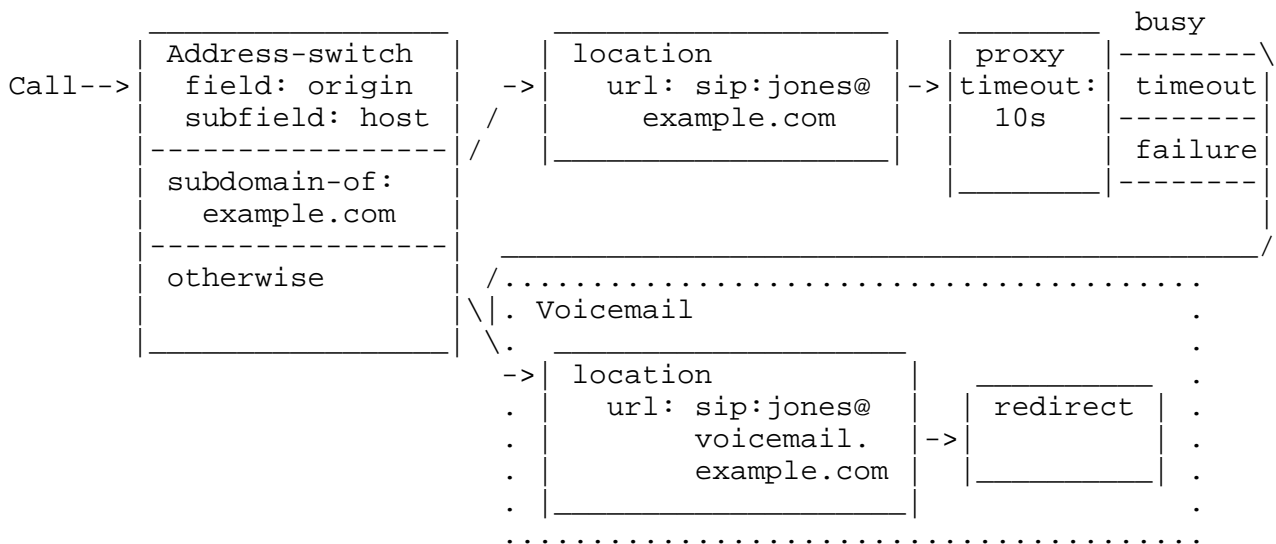 busy
Address-switch location proxy
Call--> field: origin -> url: sip:jones@ -> timeout: timeout
subfield: host example.com 10s
failure
subdomain-of:
example.com
otherwise
Voicemail
-> location
url: sip:jones@ redirect
voicemail. ->
example.com